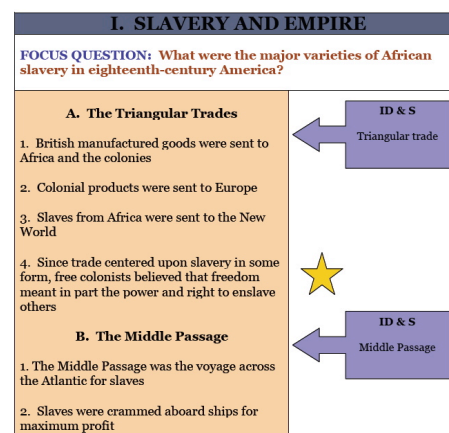 I. SLAVERY AND EMPIRE
FOCUS QUESTION: What were the major varieties of African
slavery in eighteenth-century America?
A. The Triangular Trades
1. British manufactured goods were sent to
Africa and the colonies
2. Colonial products were sent to Europe
3. Slaves from Africa were sent to the New
World
4. Since trade centered upon slavery in some
form, free colonists believed that freedom
meant in part the power and right to enslave
others
B. The Middle Passage
1. The Middle Passage was the voyage across
the Atlantic for slaves
2. Slaves were crammed aboard ships for
maximum profit
ID & S
Triangular trade
ID & S
Middle Passage